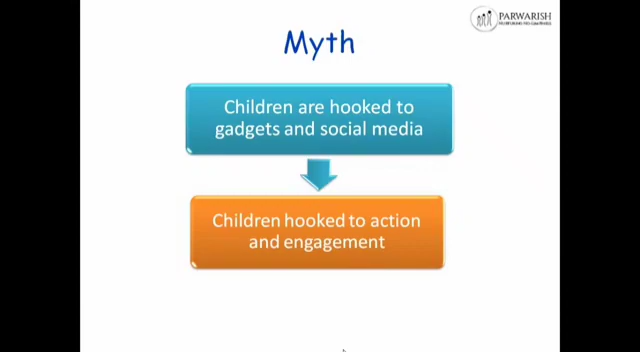 PARWARISH
Myth
Children are hooked to
gadgets and social media
Children hooked to action
and engagement